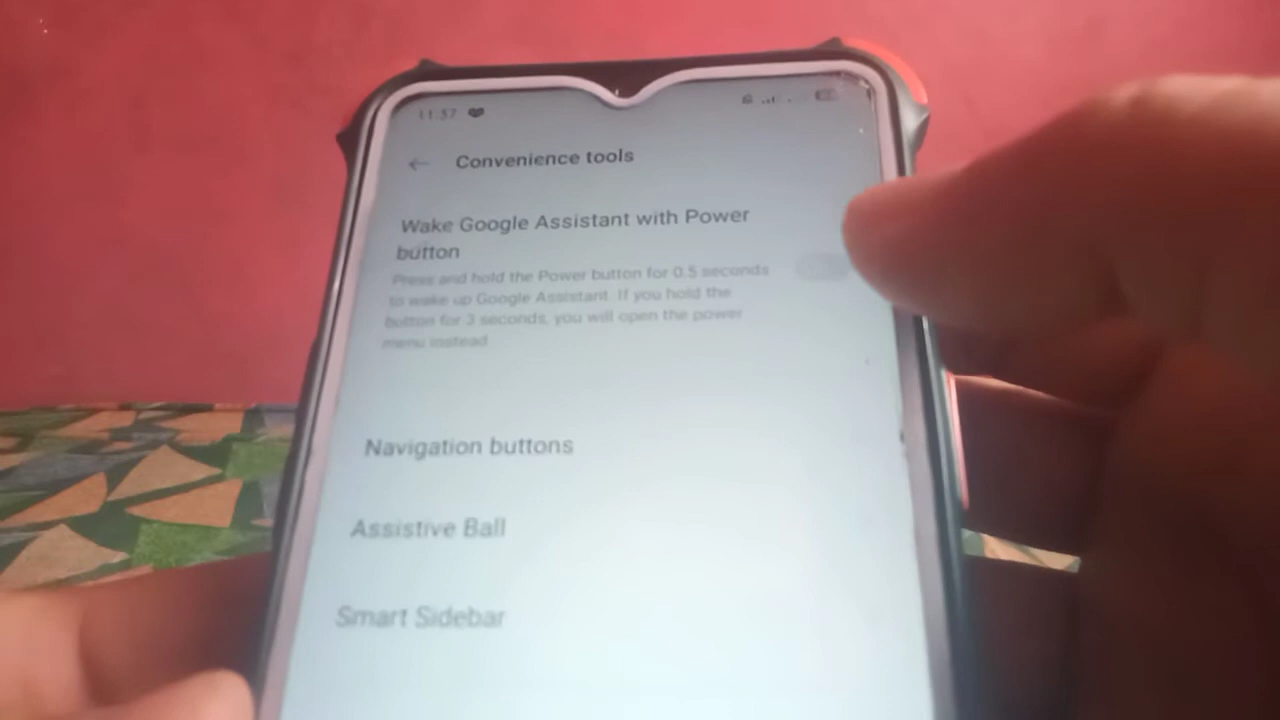 11:37
Convenience tools
Wake Google Assistant with Power
button
Press and hold the Power button for 0.5 seconds
to wake up Google Assistant. If you hold the
button for 3 seconds, you will open the power
menu instead.
Navigation buttons
Assistive Ball
Smart Sidebar